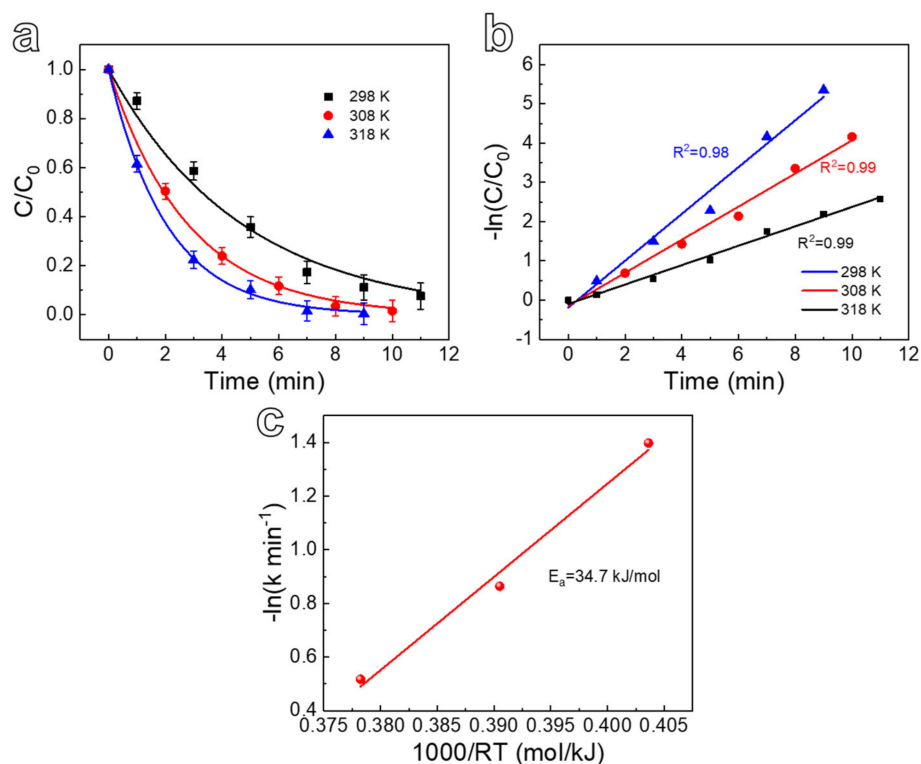 a
C/C₀
1.0
0.8
0.6
0.4
0.2
0.0
298 K
308 K
318 K
0 2 4 6 8 10 12
Time (min)
b
-ln(C/C₀)
6
5
4
3
2
1
0
-1
R²=0.98
R²=0.99
R²=0.99
298 K
308 K
318 K
0 2 4 6 8 10 12
Time (min)
c
-ln(k min⁻¹)
1.4
1.2
1.0
0.8
0.6
0.4
Eₐ=34.7 kJ/mol
0.375 0.380 0.385 0.390 0.395 0.400 0.405
1000/RT (mol/kJ)